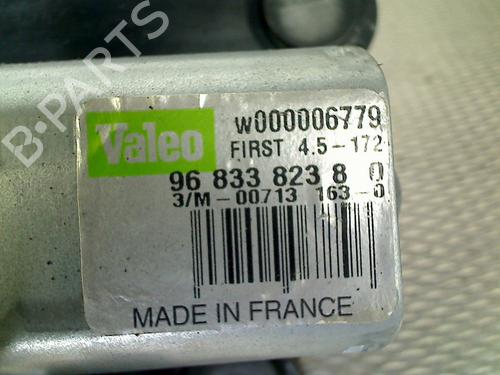 B-PARTS
Valeo
W000006779
FIRST 4.5-172
96 833 823 8 0
3/M-00713 163-0
MADE IN FRANCE